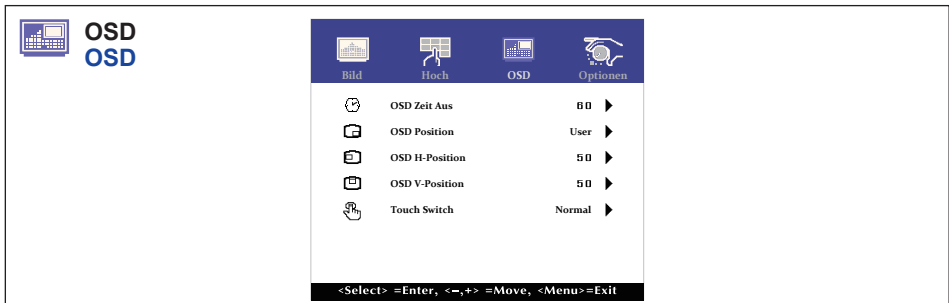 OSD
OSD
Bild Hoch OSD Optionen
OSD Zeit Aus 60
OSD Position User
OSD H-Position 50
OSD V-Position 50
Touch Switch Normal
<Select> =Enter, <–,+> =Move, <Menu>=Exit